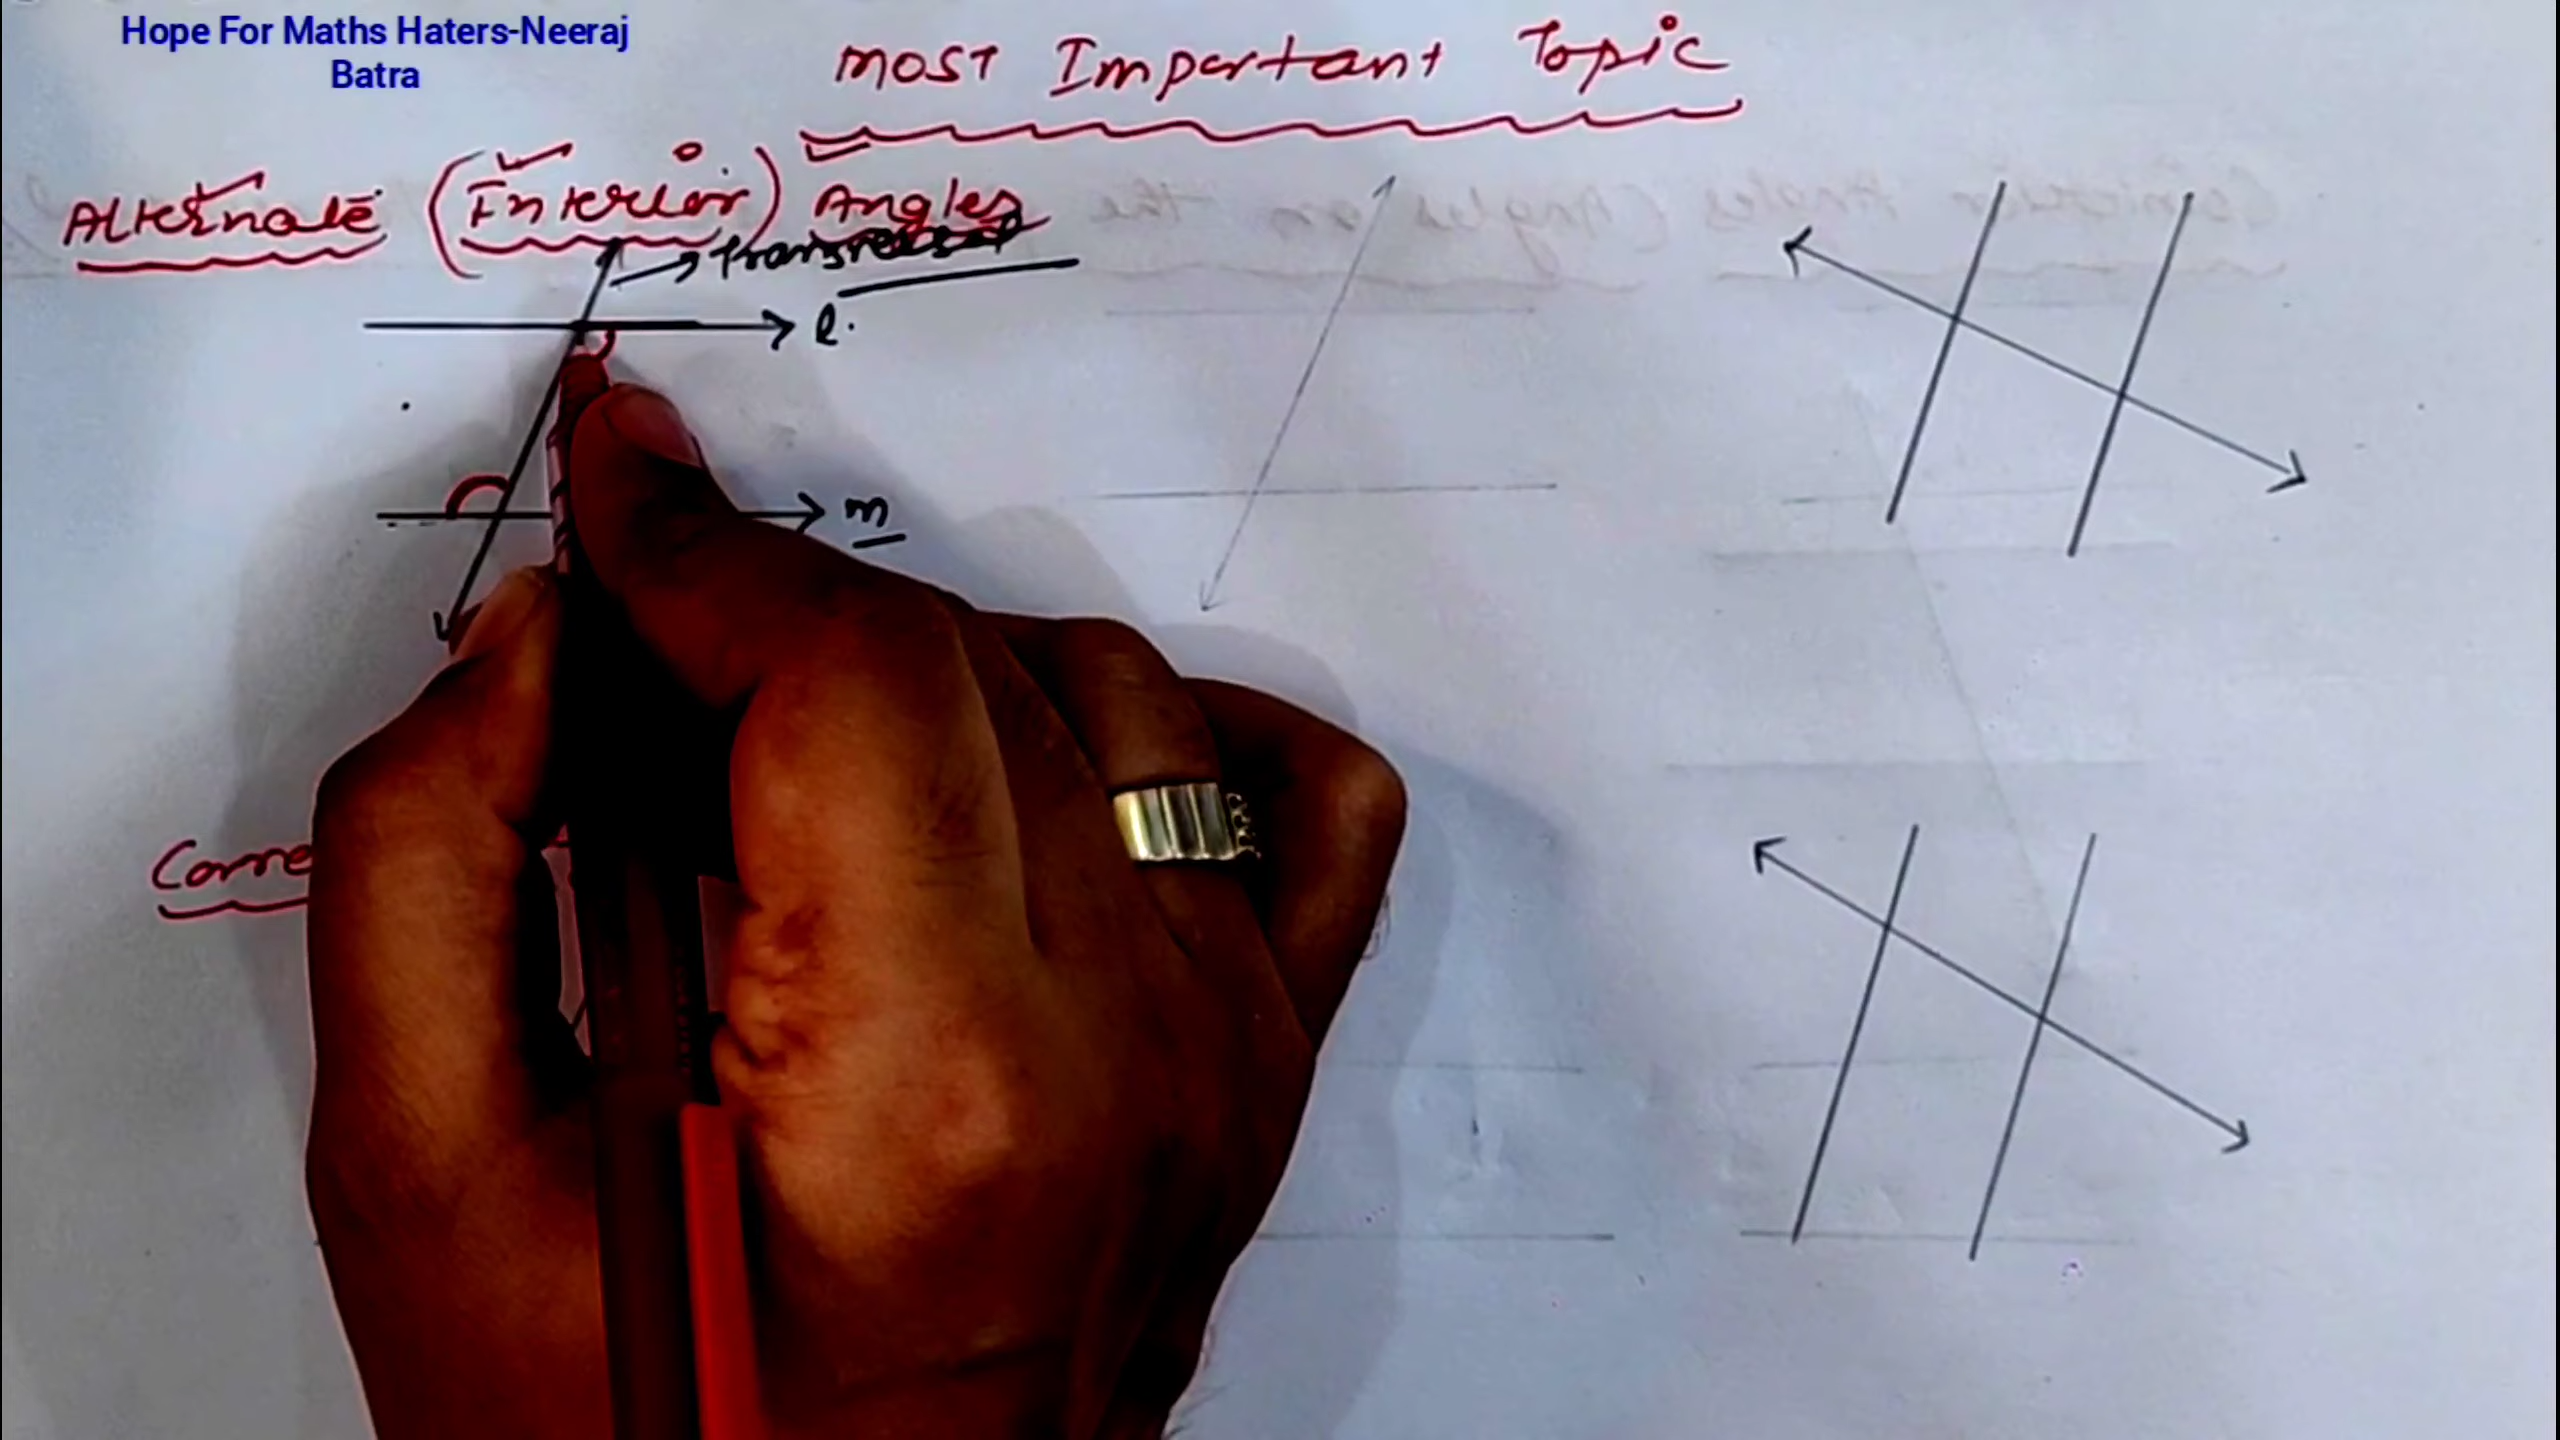 Hope For Maths Haters-Neeraj
Batra
Most Important Topic
Alternate (Interior) Angles
transversal
l.
m
Corre